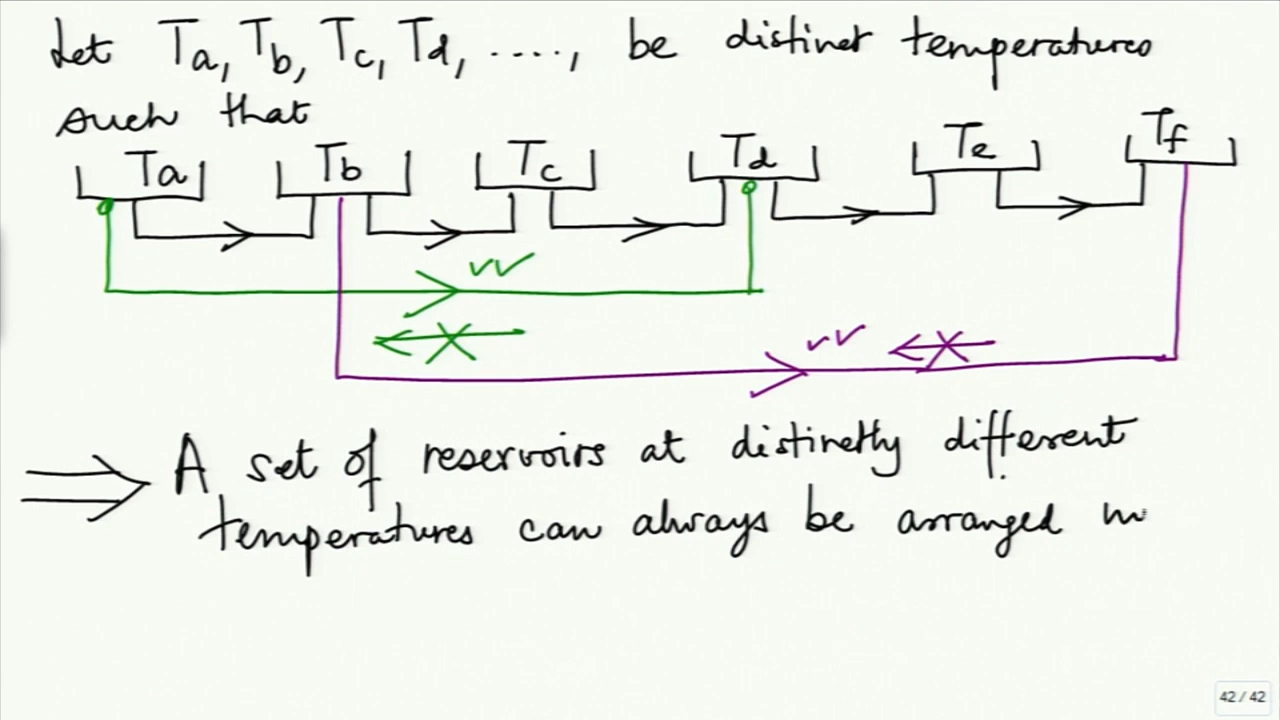 Let Ta, Tb, Tc, Td, ...., be distinct temperatures
such that
Ta Tb Tc Td Te Tf
⇒ A set of reservoirs at distinctly different
temperatures can always be arranged in
42 / 42